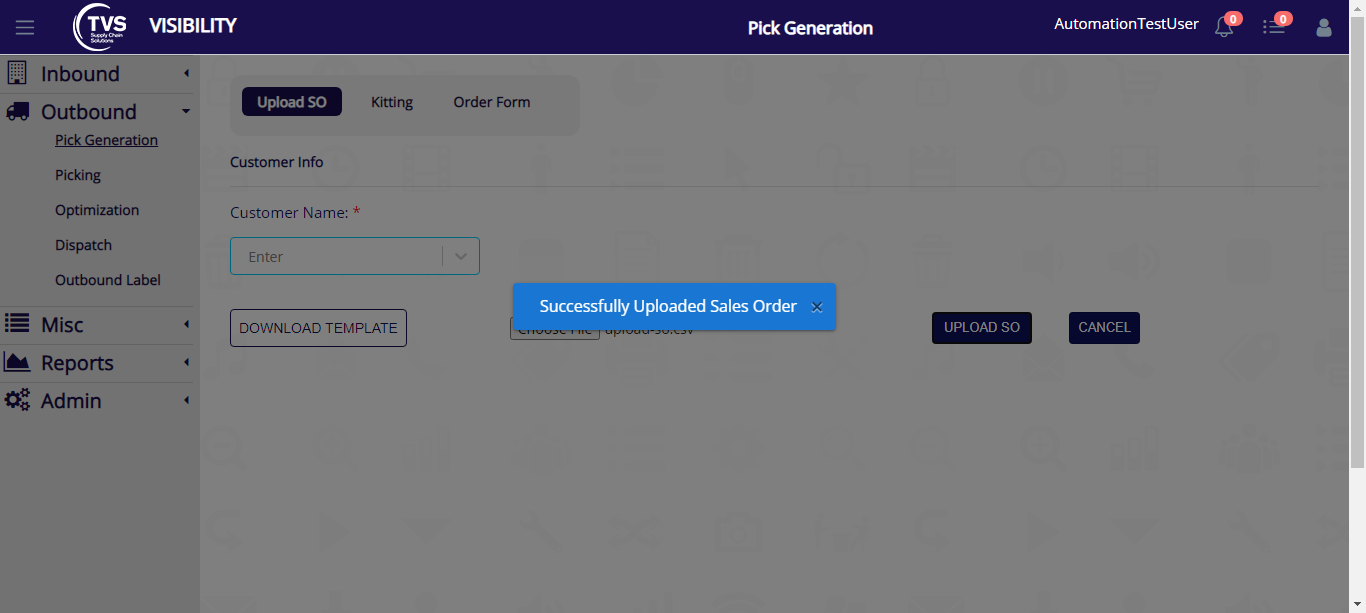 TVS
Supply Chain
Solutions
VISIBILITY
Pick Generation
AutomationTestUser
0
0
Inbound
Outbound
Pick Generation
Picking
Optimization
Dispatch
Outbound Label
Misc
Reports
Admin
Upload SO
Kitting
Order Form
Customer Info
Customer Name: *
Enter
Successfully Uploaded Sales Order ×
DOWNLOAD TEMPLATE
Choose File upload-so.csv
UPLOAD SO
CANCEL